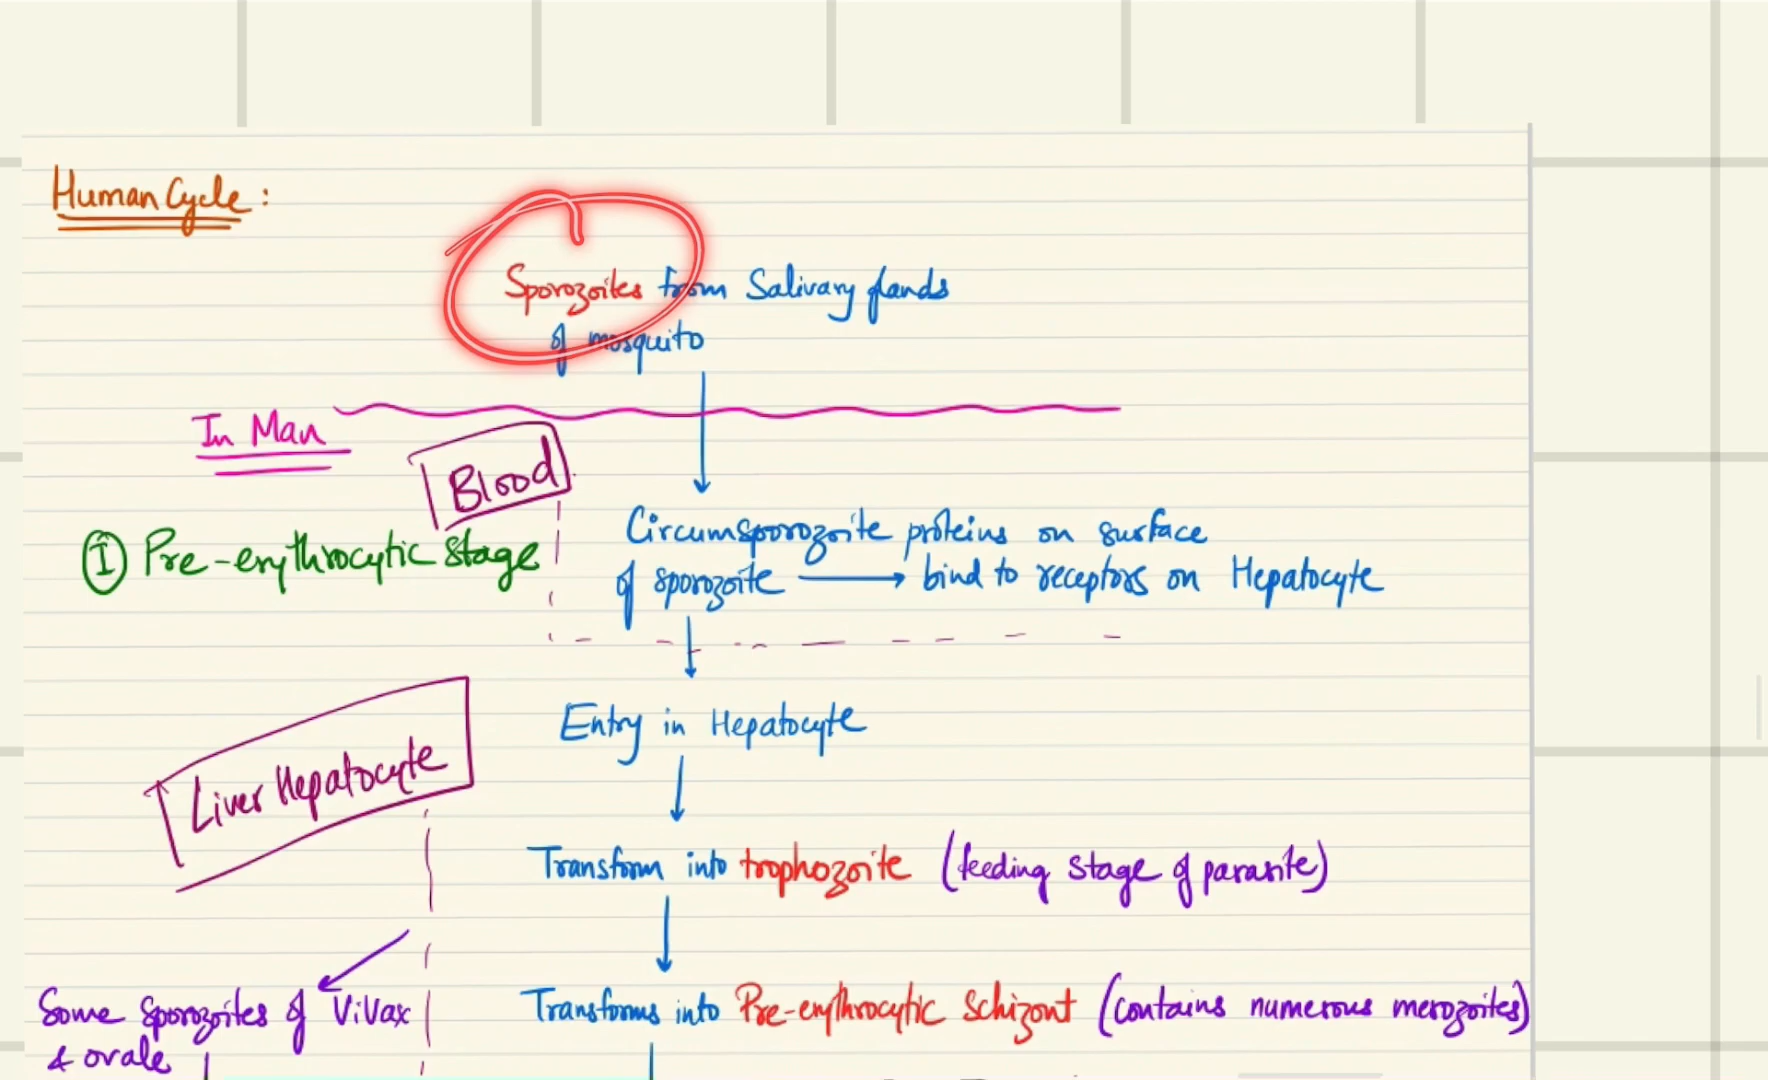 Human Cycle :
Sporozoites from Salivary glands
of mosquito
In Man
Blood
① Pre-erythrocytic stage
Circumsporozoite proteins on surface
of sporozoite → bind to receptors on Hepatocyte
Entry in Hepatocyte
Liver Hepatocyte
Transform into trophozoite (feeding stage of parasite)
Some sporozoites of Vivax
& ovale
Transforms into Pre-erythrocytic Schizont (contains numerous merozoites)